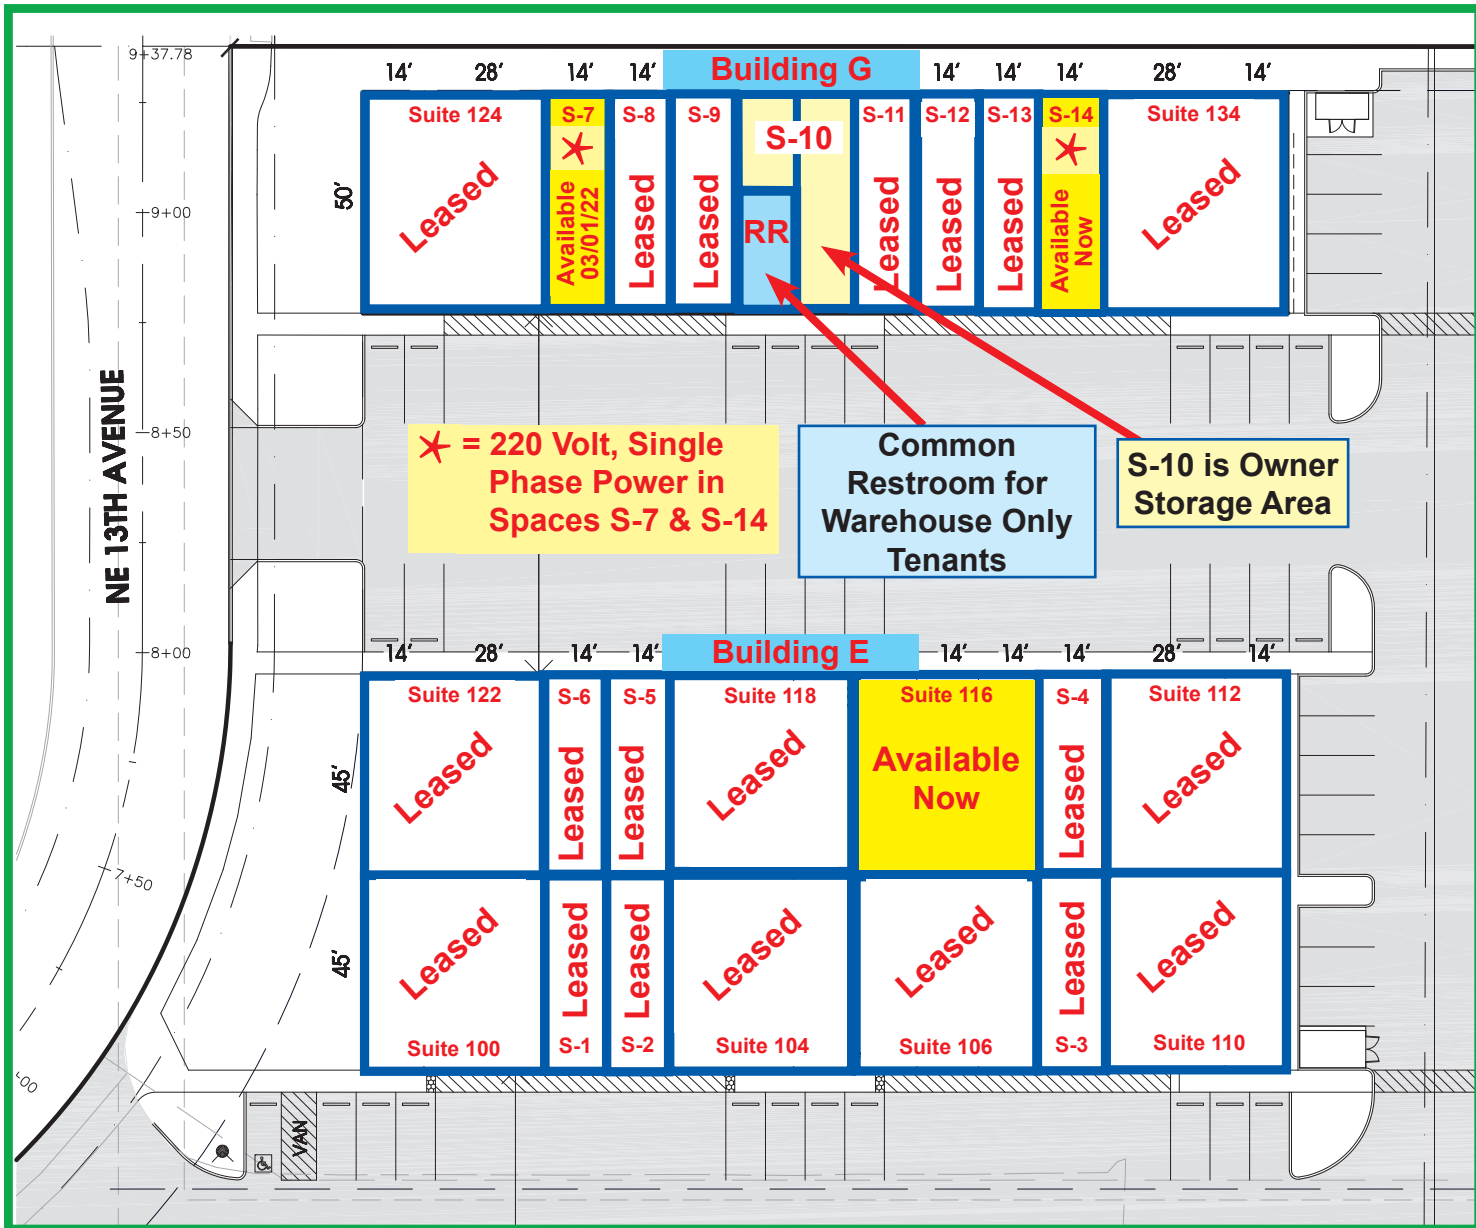 9+37.78
14' 28' 14' 14' Building G 14' 14' 14' 28' 14'
Suite 124 S-7 S-8 S-9 S-10 S-11 S-12 S-13 S-14 Suite 134
Leased
Available
03/01/22
Leased
Leased
RR
Leased
Leased
Leased
Available
Now
Leased
50'
9+00
NE 13TH AVENUE
8+50
= 220 Volt, Single
Phase Power in
Spaces S-7 & S-14
Common
Restroom for
Warehouse Only
Tenants
S-10 is Owner
Storage Area
8+00
14' 28' 14' 14' Building E 14' 14' 14' 28' 14'
Suite 122 S-6 S-5 Suite 118 Suite 116 S-4 Suite 112
Leased
Leased
Leased
Leased
Available
Now
Leased
Leased
45'
7+50
45'
Leased
Leased
Leased
Leased
Leased
Leased
Leased
Suite 100 S-1 S-2 Suite 104 Suite 106 S-3 Suite 110
+00
VAN